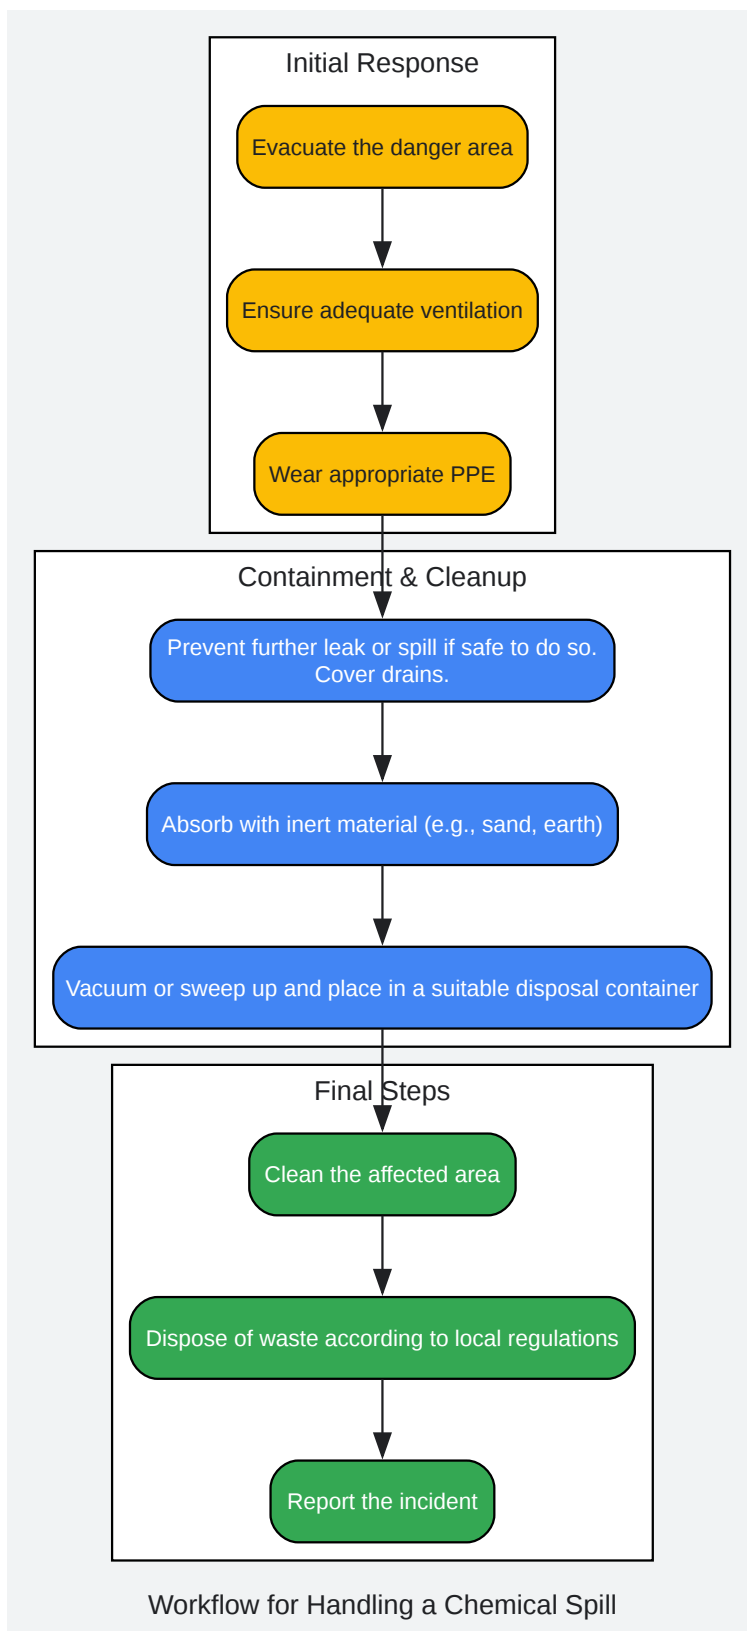 Initial Response
Evacuate the danger area
Ensure adequate ventilation
Wear appropriate PPE
Containment & Cleanup
Prevent further leak or spill if safe to do so.
Cover drains.
Absorb with inert material (e.g., sand, earth)
Vacuum or sweep up and place in a suitable disposal container
Final Steps
Clean the affected area
Dispose of waste according to local regulations
Report the incident
Workflow for Handling a Chemical Spill